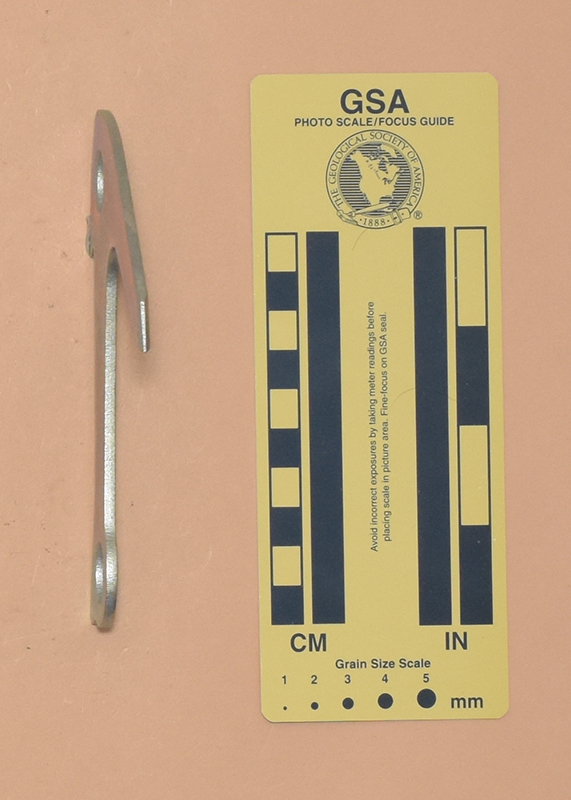 GSA
PHOTO SCALE/FOCUS GUIDE
THE GEOLOGICAL SOCIETY OF AMERICA
·1888·
®
Avoid incorrect exposures by taking meter readings before
placing scale in picture area. Fine-focus on GSA seal.
CM
IN
Grain Size Scale
1 2 3 4 5
mm